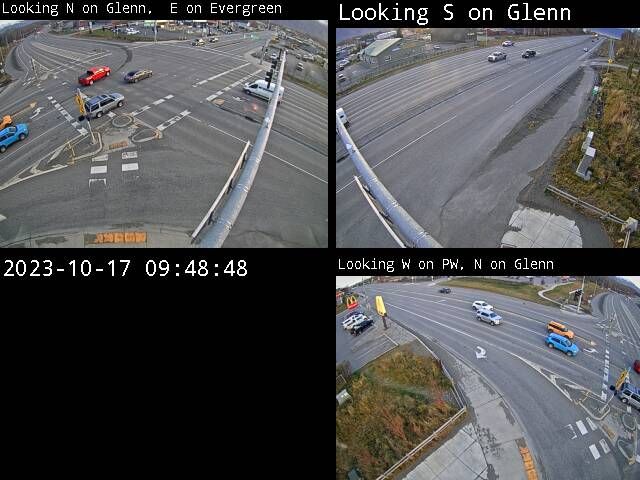 Looking N on Glenn,  E on Evergreen
Looking S on Glenn
2023-10-17 09:48:48
Looking W on PW, N on Glenn